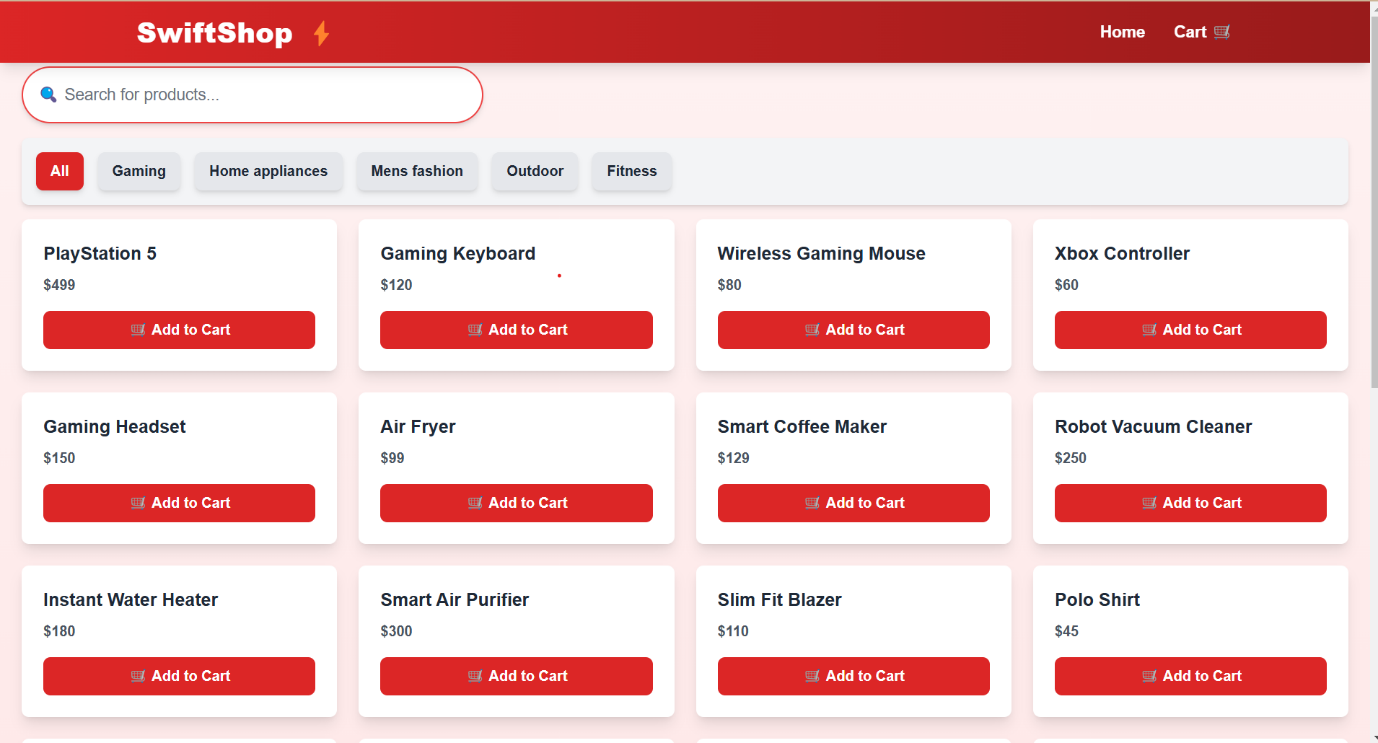 SwiftShop ⚡
Home Cart 🛒
🔍 Search for products...
All Gaming Home appliances Mens fashion Outdoor Fitness
PlayStation 5 Gaming Keyboard Wireless Gaming Mouse Xbox Controller
$499 $120 $80 $60
🛒 Add to Cart 🛒 Add to Cart 🛒 Add to Cart 🛒 Add to Cart
Gaming Headset Air Fryer Smart Coffee Maker Robot Vacuum Cleaner
$150 $99 $129 $250
🛒 Add to Cart 🛒 Add to Cart 🛒 Add to Cart 🛒 Add to Cart
Instant Water Heater Smart Air Purifier Slim Fit Blazer Polo Shirt
$180 $300 $110 $45
🛒 Add to Cart 🛒 Add to Cart 🛒 Add to Cart 🛒 Add to Cart